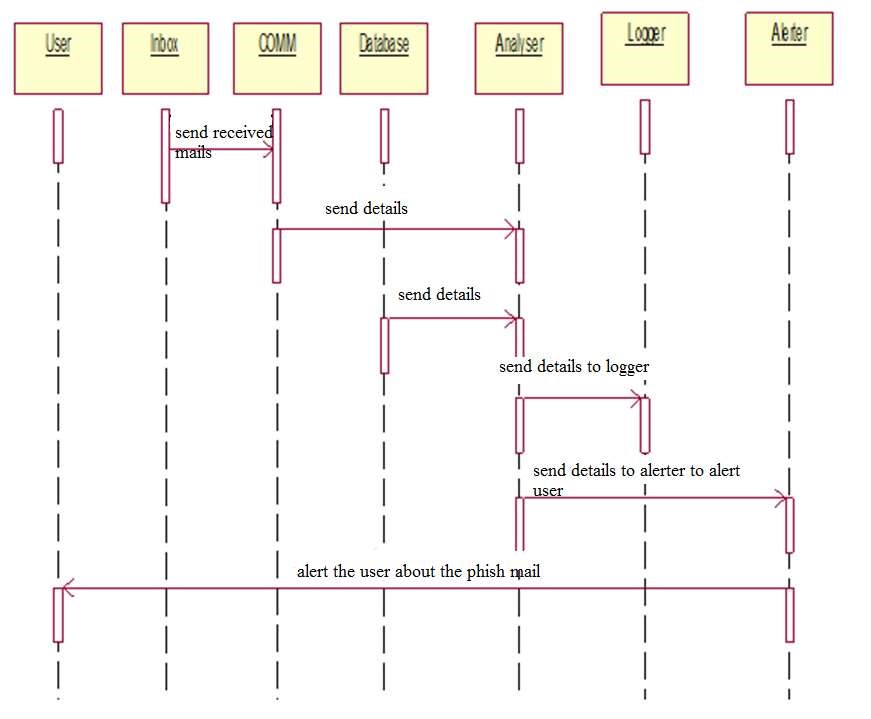 User Inbox COMM Database Analyser Logger Alerter
send received
mails
send details
send details
send details to logger
send details to alerter to alert
user
alert the user about the phish mail